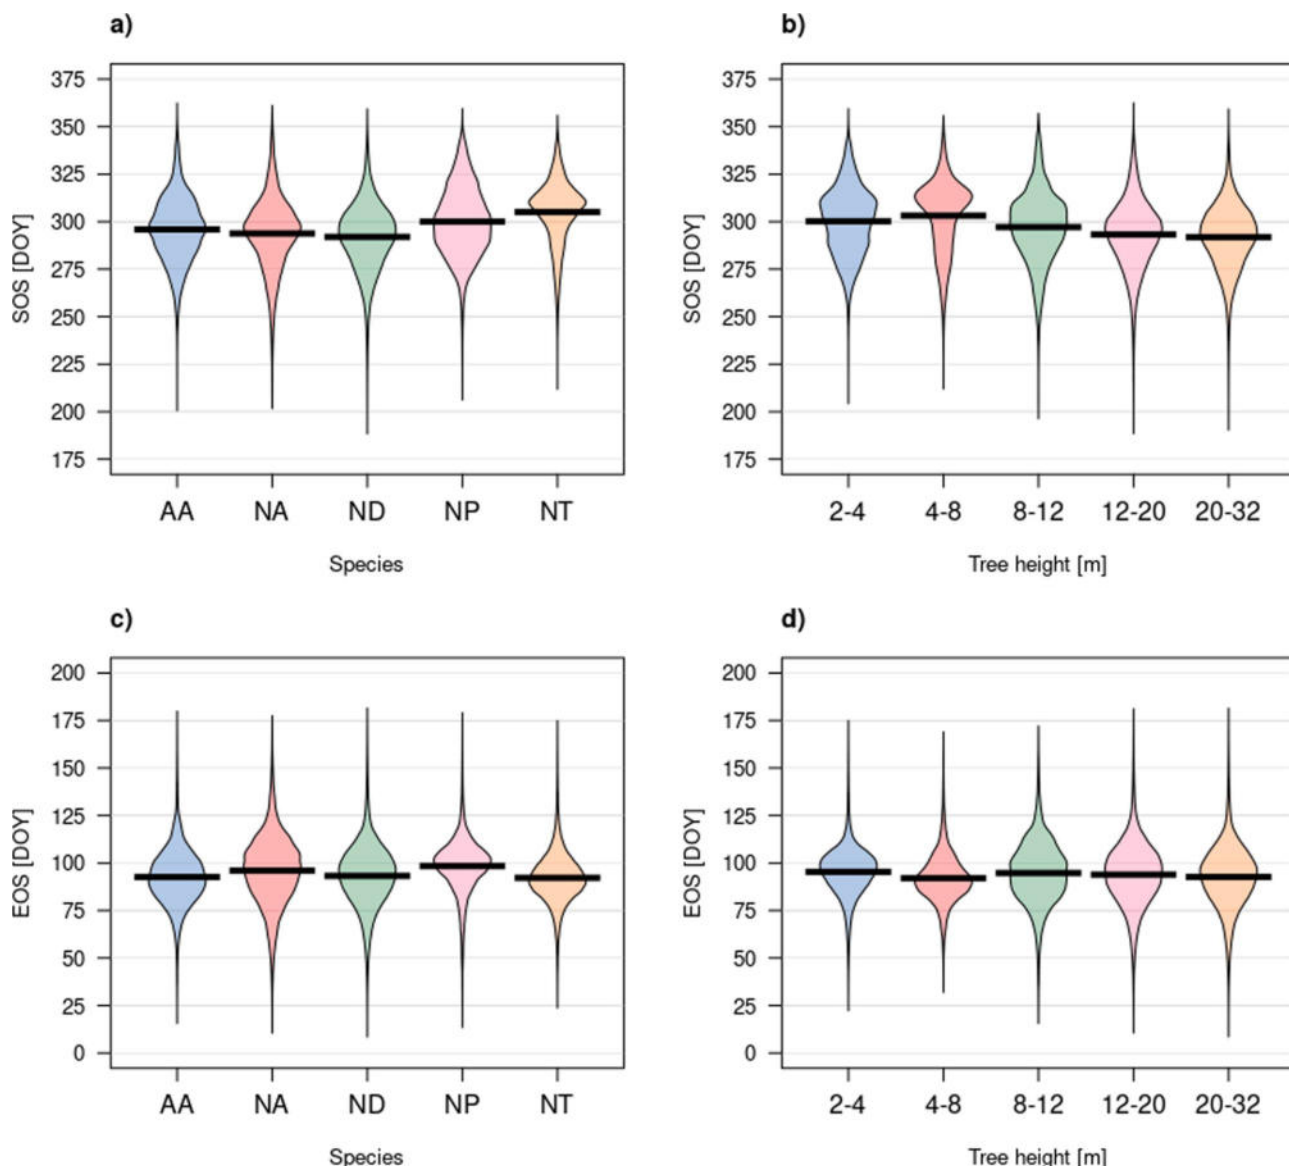 a)
375
350
325
300
275
250
225
200
175
SOS [DOY]
AA NA ND NP NT
Species
b)
375
350
325
300
275
250
225
200
175
SOS [DOY]
2-4 4-8 8-12 12-20 20-32
Tree height [m]
c)
200
175
150
125
100
75
50
25
0
EOS [DOY]
AA NA ND NP NT
Species
d)
200
175
150
125
100
75
50
25
0
EOS [DOY]
2-4 4-8 8-12 12-20 20-32
Tree height [m]